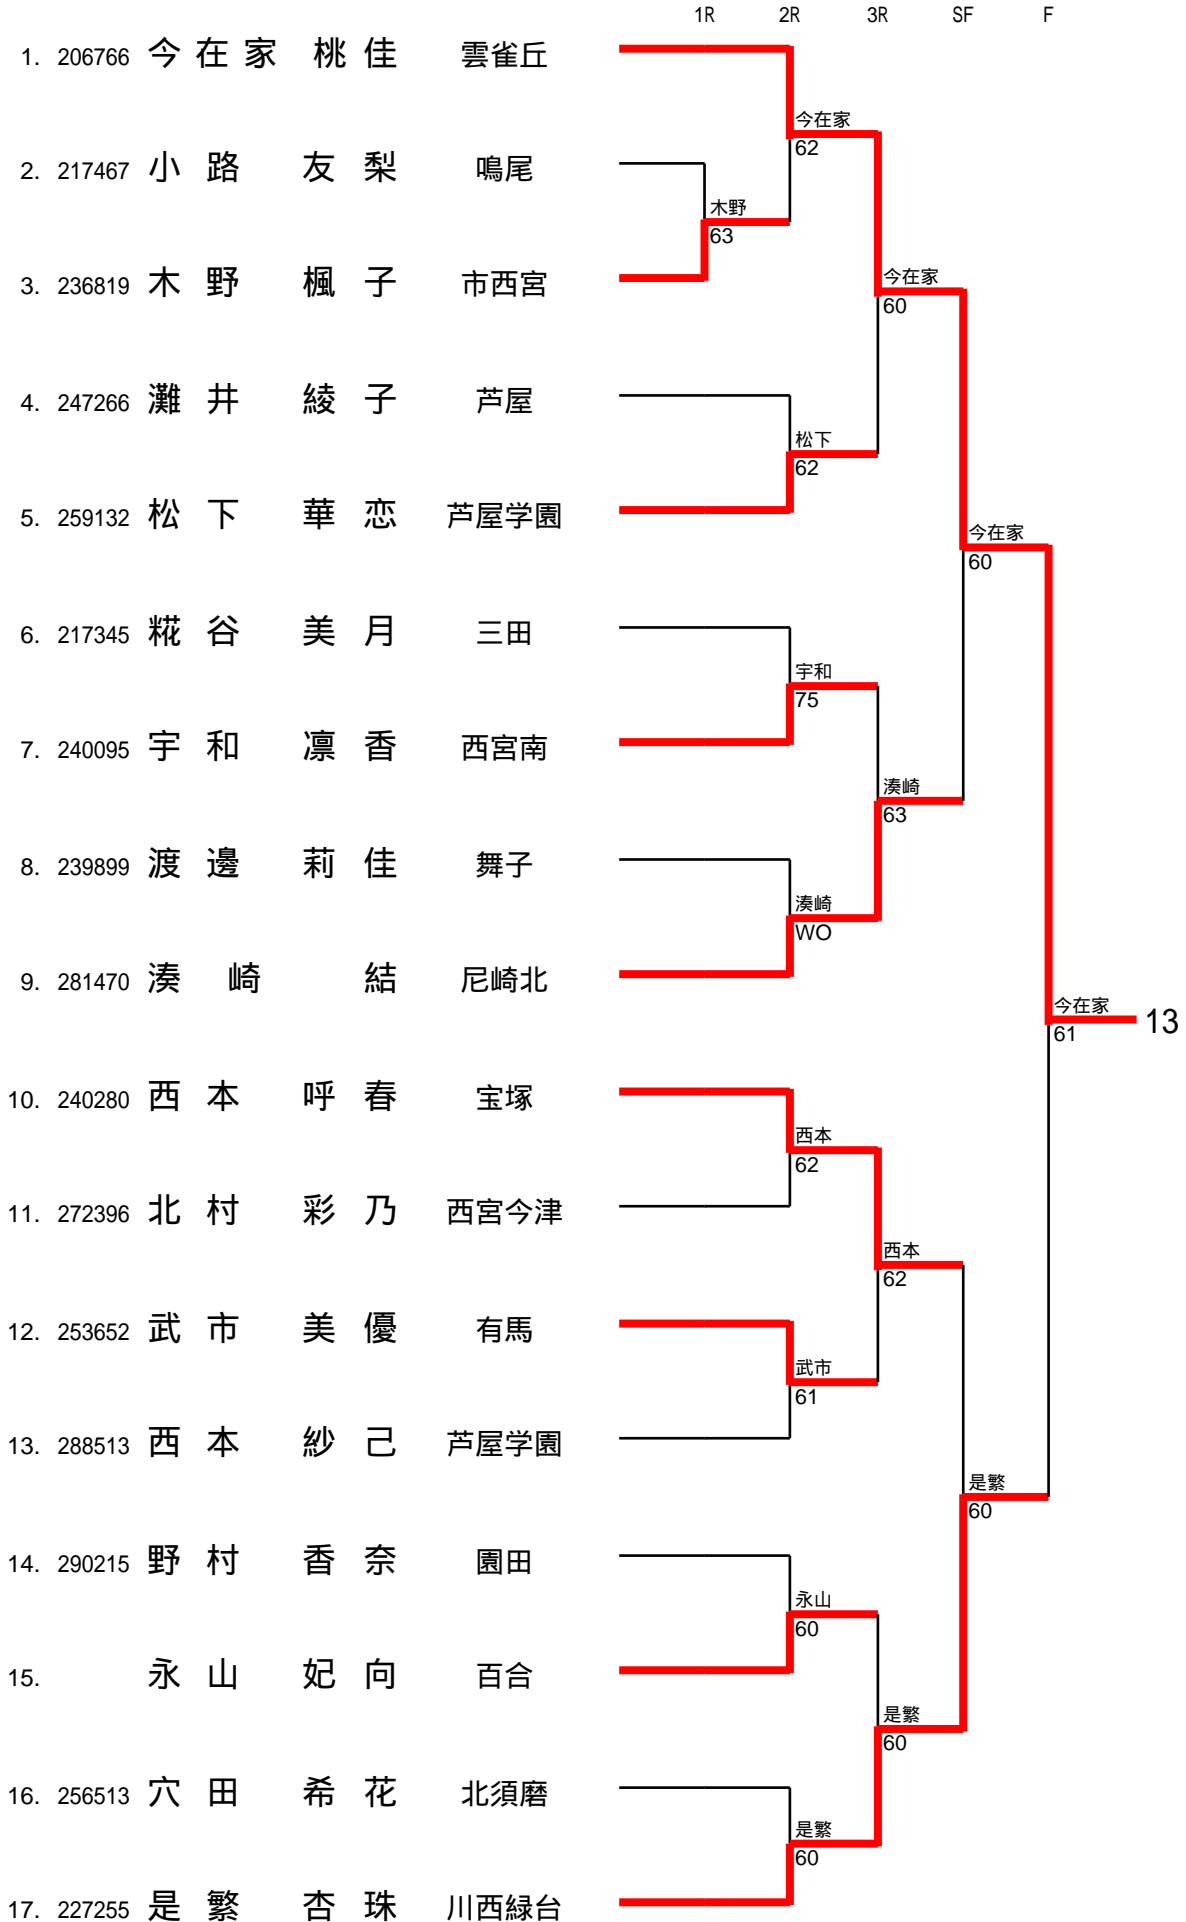 1R 2R 3R SF F
1. 206766 今在家 桃佳 雲雀丘
今在家
62
2. 217467 小路 友梨 鳴尾
木野
63
3. 236819 木野 楓子 市西宮
今在家
60
4. 247266 灘井 綾子 芦屋
松下
62
5. 259132 松下 華恋 芦屋学園
今在家
60
6. 217345 糀谷 美月 三田
宇和
75
7. 240095 宇和 凛香 西宮南
湊崎
63
8. 239899 渡邊 莉佳 舞子
湊崎
WO
9. 281470 湊崎 結 尼崎北
今在家
61
13
10. 240280 西本 呼春 宝塚
西本
62
11. 272396 北村 彩乃 西宮今津
西本
62
12. 253652 武市 美優 有馬
武市
61
13. 288513 西本 紗己 芦屋学園
是繁
60
14. 290215 野村 香奈 園田
永山
60
15. 永山 妃向 百合
是繁
60
16. 256513 穴田 希花 北須磨
是繁
60
17. 227255 是繁 杏珠 川西緑台